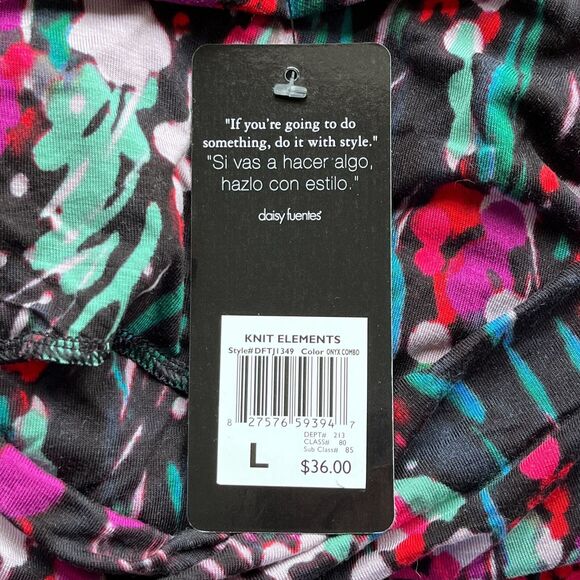 "If you're going to do
something, do it with style."
"Si vas a hacer algo,
hazlo con estilo."
daisy fuentes
KNIT ELEMENTS
Style# DFTJ1349 Color ONYX COMBO
8 27576 59394 7
DEPT# 213
CLASS# 80
Sub Class# 85
L
$36.00